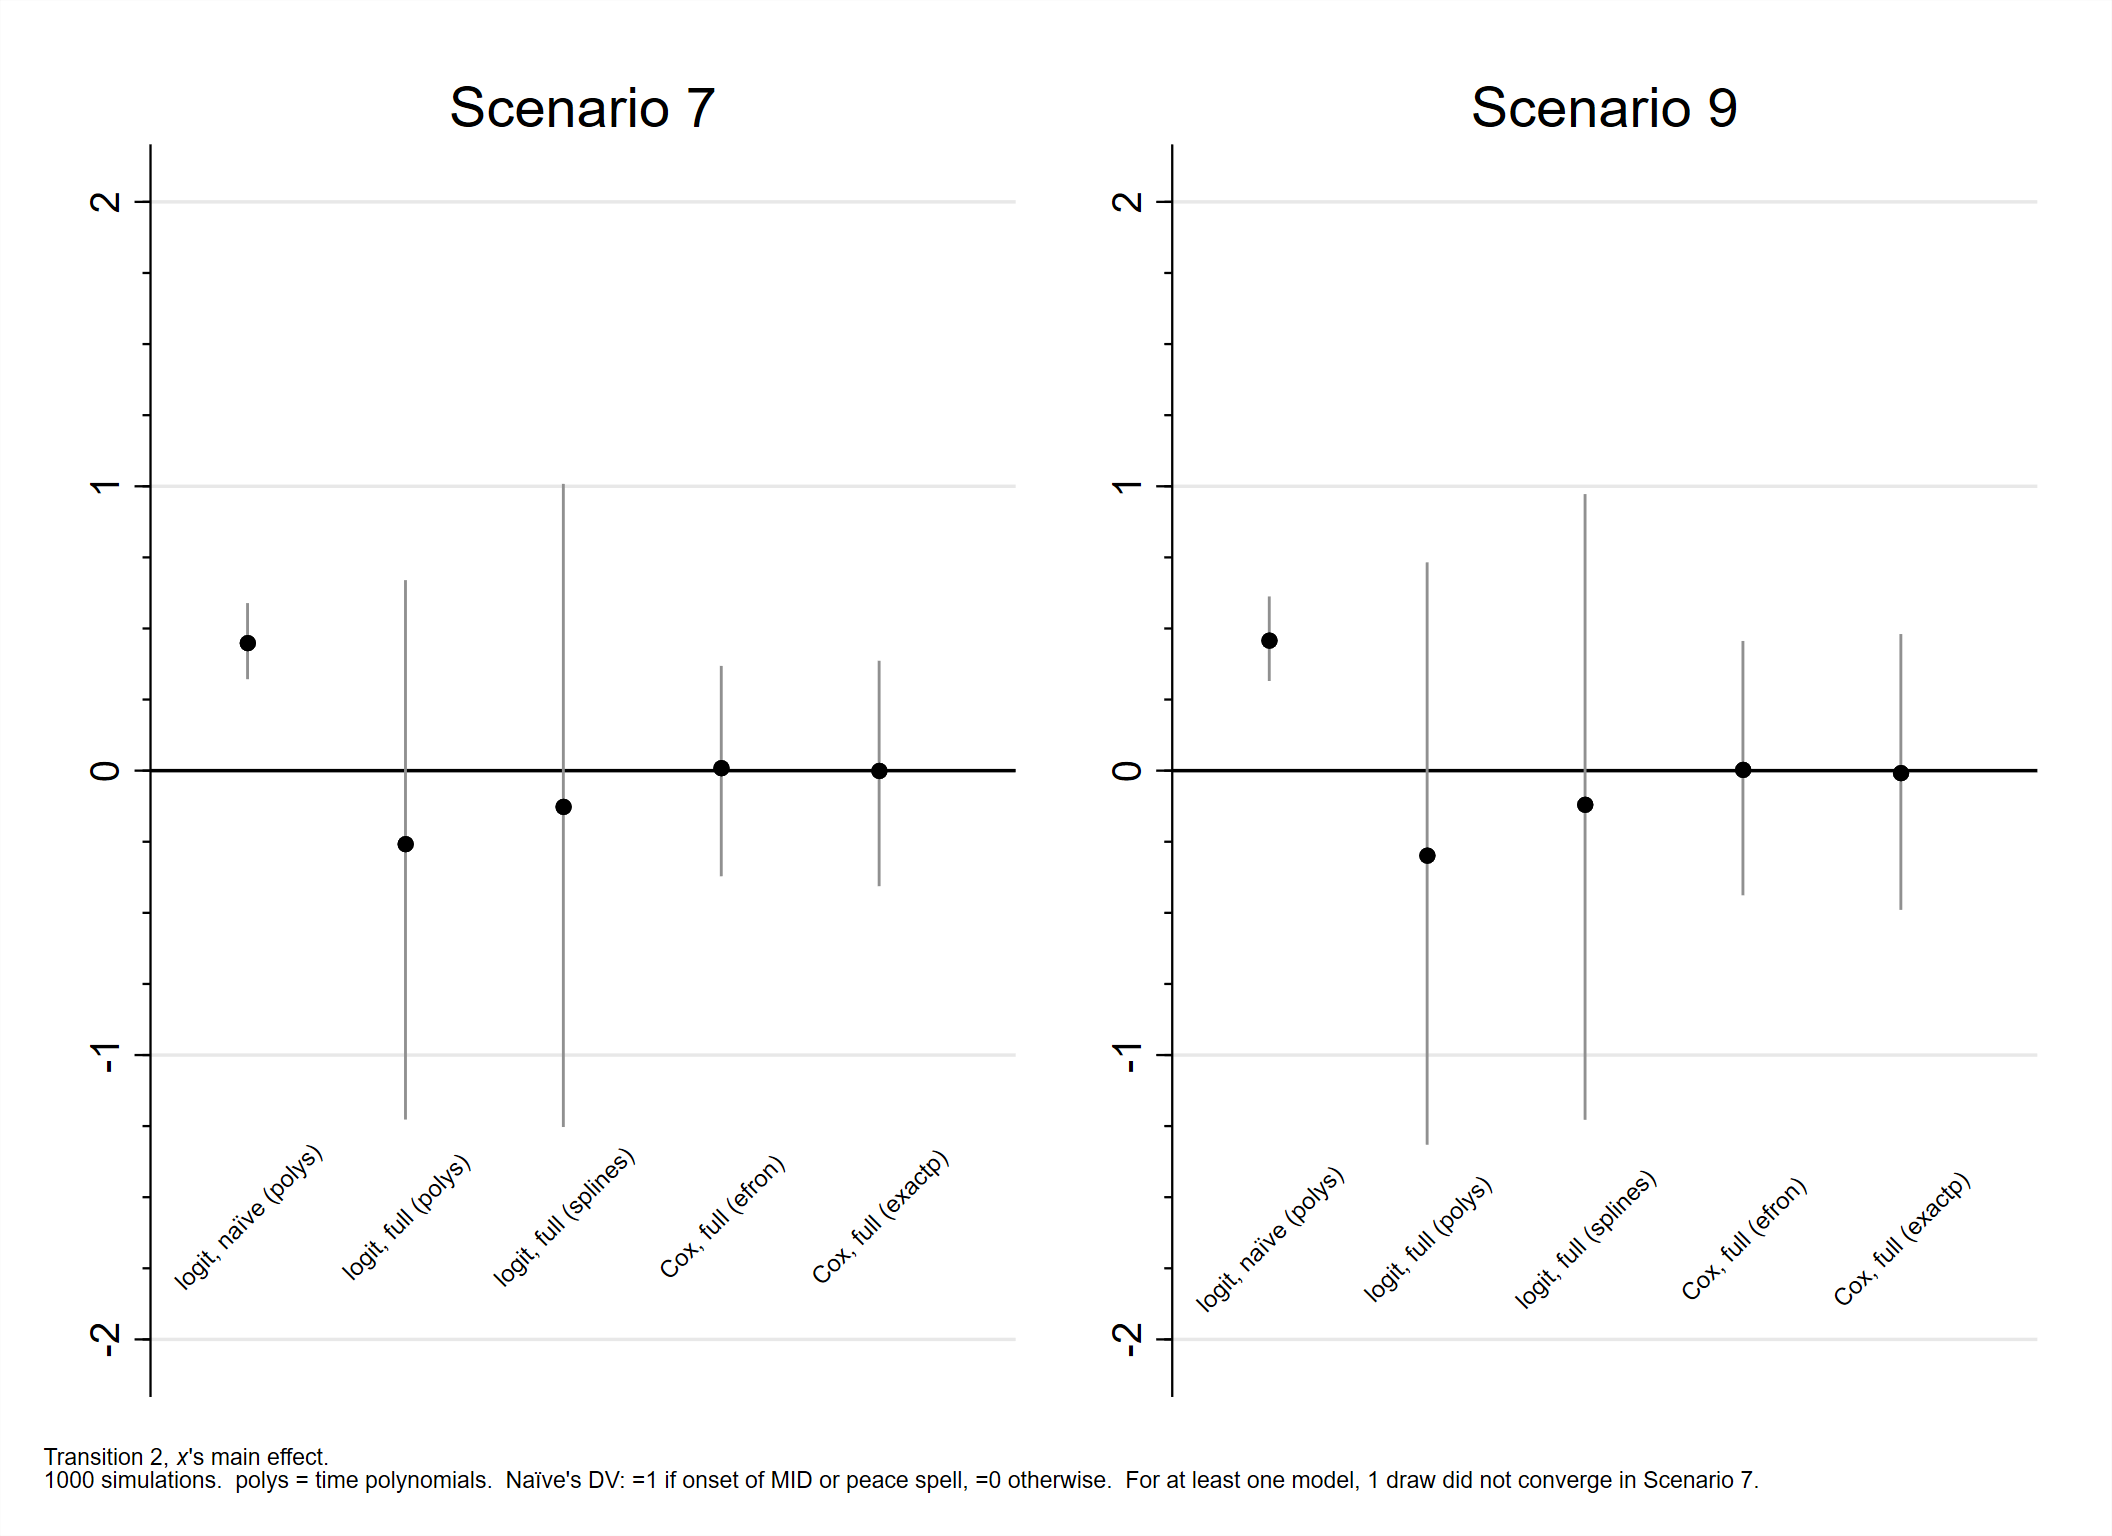 Scenario 7
2
1
0
-1
-2
logit, naïve (polys)
logit, full (polys)
logit, full (splines)
Cox, full (efron)
Cox, full (exactp)
Scenario 9
2
1
0
-1
-2
logit, naïve (polys)
logit, full (polys)
logit, full (splines)
Cox, full (efron)
Cox, full (exactp)
Transition 2, x's main effect.
1000 simulations.  polys = time polynomials.  Naïve's DV: =1 if onset of MID or peace spell, =0 otherwise.  For at least one model, 1 draw did not converge in Scenario 7.